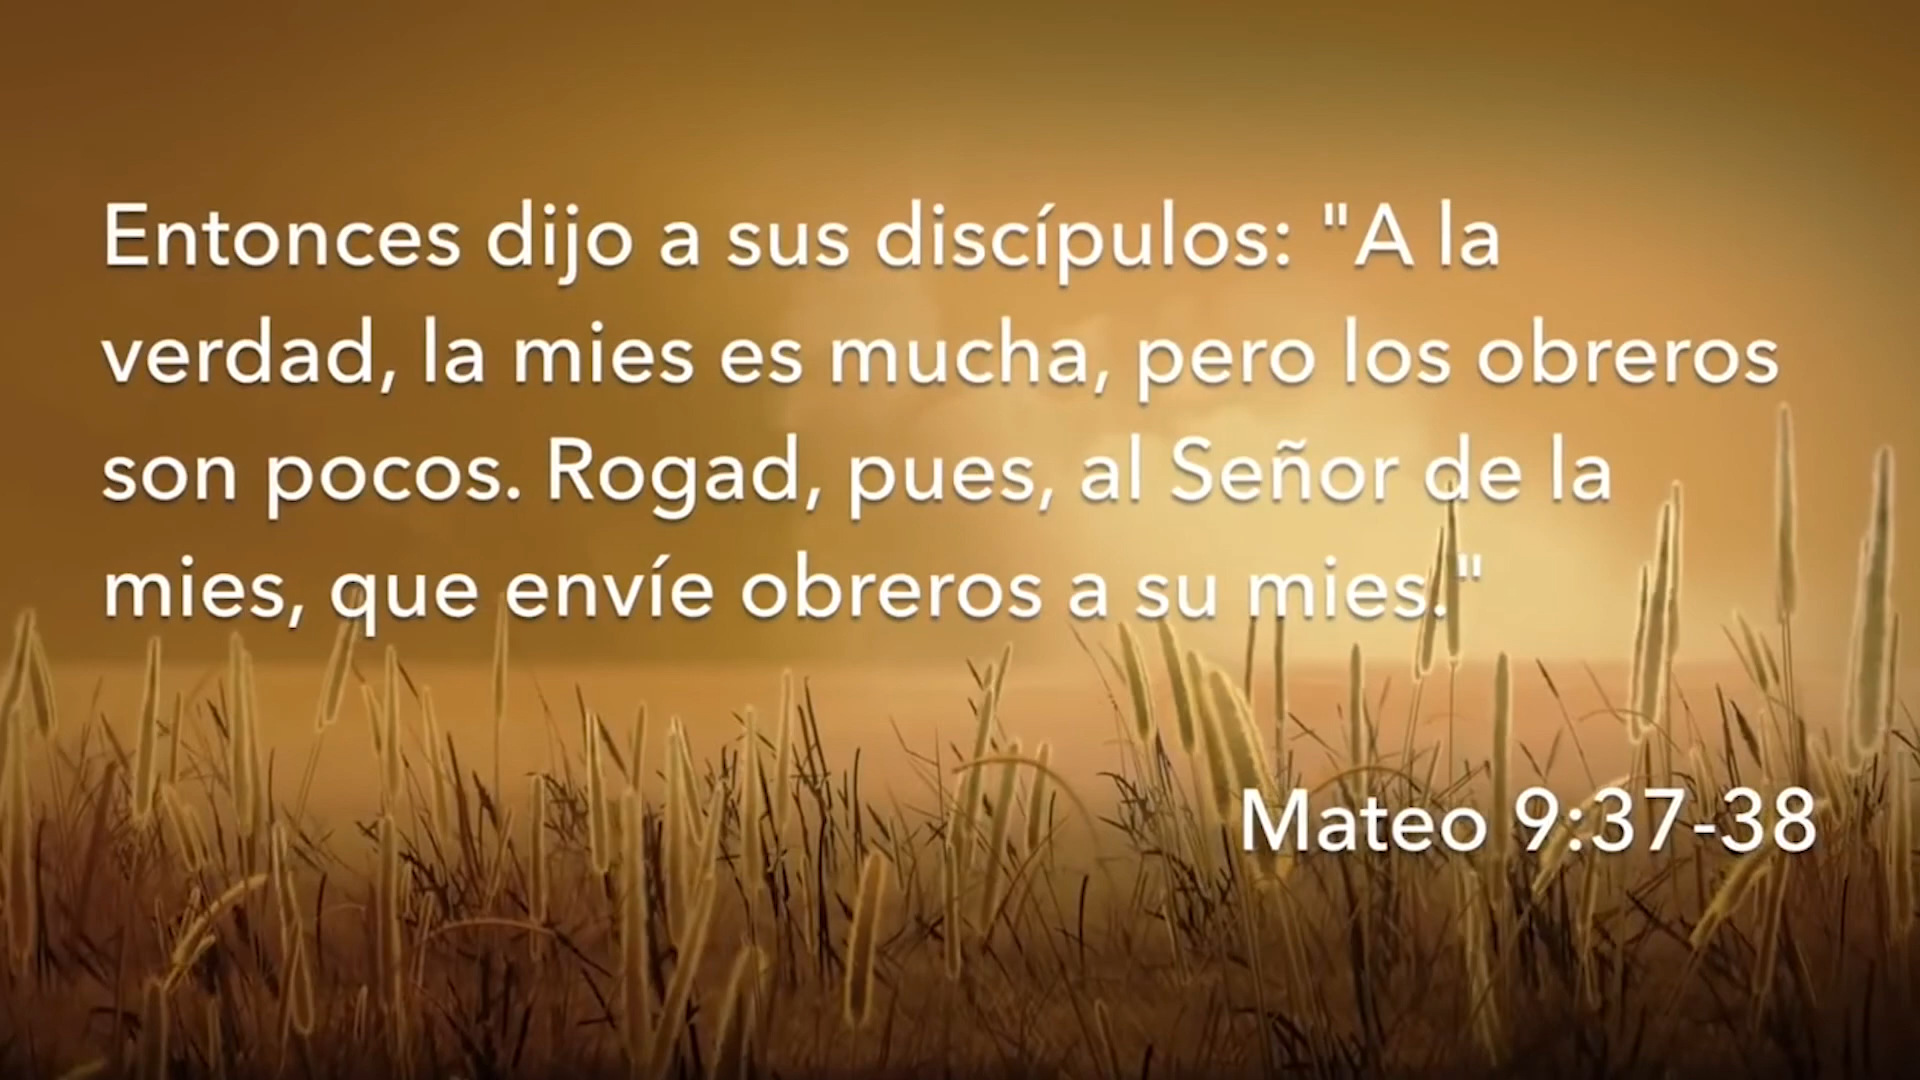 Entonces dijo a sus discípulos: "A la
verdad, la mies es mucha, pero los obreros
son pocos. Rogad, pues, al Señor de la
mies, que envíe obreros a su mies."
Mateo 9:37-38